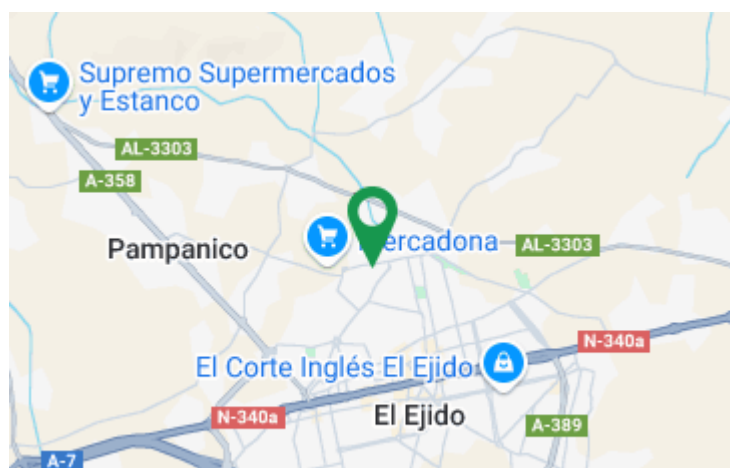 Supremo Supermercados
y Estanco
AL-3303
A-358
Mercadona
Pampanico
AL-3303
N-340a
El Corte Inglés El Ejido
N-340a
El Ejido
A-389
A-7